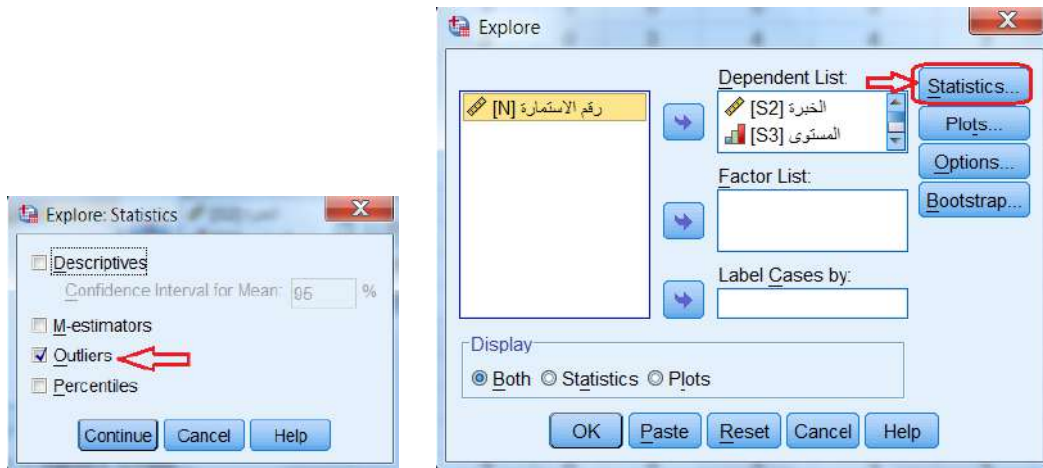 Explore
Dependent List:
Statistics...
رقم الاستمارة [N]
الخبرة [S2]
المستوى [S3]
Plots...
Options...
Factor List:
Bootstrap...
Label Cases by:
Display
Both Statistics Plots
OK Paste Reset Cancel Help
Explore: Statistics
Descriptives
Confidence Interval for Mean: 95 %
M-estimators
Outliers
Percentiles
Continue Cancel Help